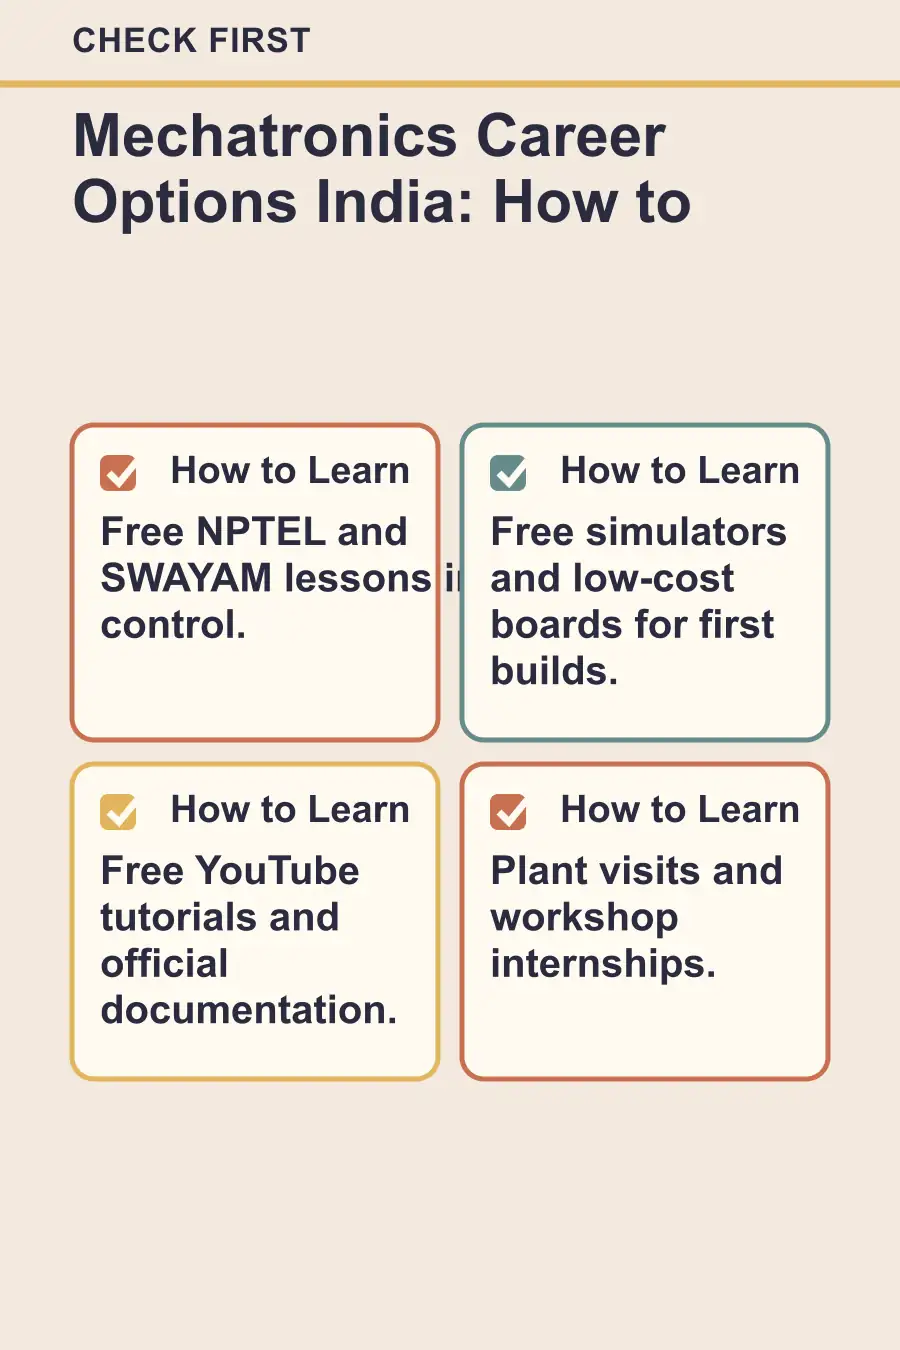 CHECK FIRST
Mechatronics Career
Options India: How to
How to Learn
Free NPTEL and
SWAYAM lessons
control.
How to Learn
Free simulators
and low-cost
boards for first
builds.
How to Learn
Free YouTube
tutorials and
official
documentation.
How to Learn
Plant visits and
workshop
internships.